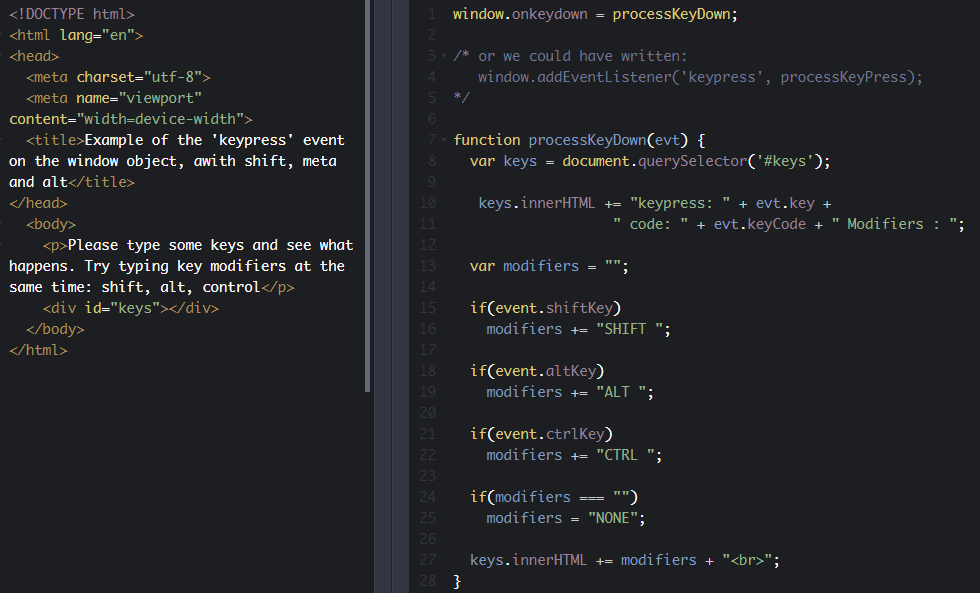 <!DOCTYPE html>
<html lang="en">
<head>
  <meta charset="utf-8">
  <meta name="viewport"
content="width=device-width">
  <title>Example of the 'keypress' event
on the window object, awith shift, meta
and alt</title>
</head>
  <body>
    <p>Please type some keys and see what
happens. Try typing key modifiers at the
same time: shift, alt, control</p>
    <div id="keys"></div>
  </body>
</html>
1 window.onkeydown = processKeyDown;
2
3 /* or we could have written:
4    window.addEventListener('keypress', processKeyPress);
5 */
6
7 function processKeyDown(evt) {
8   var keys = document.querySelector('#keys');
9
10    keys.innerHTML += "keypress: " + evt.key +
11                    " code: " + evt.keyCode + " Modifiers : ";
12
13   var modifiers = "";
14
15   if(event.shiftKey)
16     modifiers += "SHIFT ";
17
18   if(event.altKey)
19     modifiers += "ALT ";
20
21   if(event.ctrlKey)
22     modifiers += "CTRL ";
23
24   if(modifiers === "")
25     modifiers = "NONE";
26
27   keys.innerHTML += modifiers + "<br>";
28 }